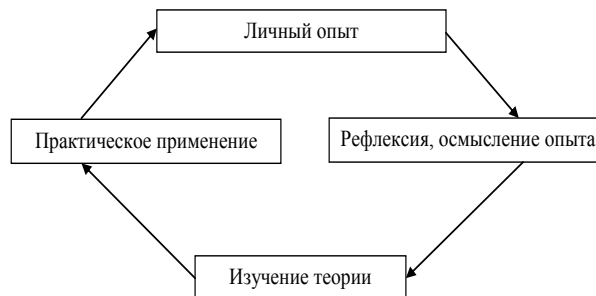 Личный опыт
Практическое применение
Рефлексия, осмысление опыта
Изучение теории